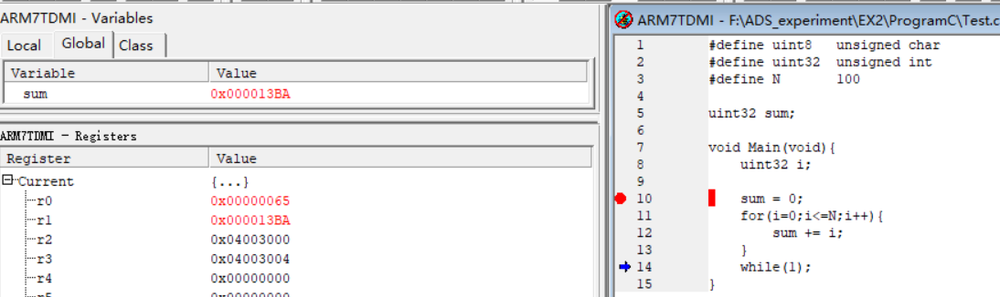 ARM7TDMI - Variables
Local Global Class
Variable Value
sum 0x000013BA
ARM7TDMI - Registers
Register Value
Current {...}
r0 0x00000065
r1 0x000013BA
r2 0x04003000
r3 0x04003004
r4 0x00000000
ARM7TDMI - F:\ADS_experiment\EX2\ProgramC\Test.c
1 #define uint8 unsigned char
2 #define uint32 unsigned int
3 #define N 100
4
5 uint32 sum;
6
7 void Main(void){
8 uint32 i;
9
10 sum = 0;
11 for(i=0;i<=N;i++){
12 sum += i;
13 }
14 while(1);
15 }